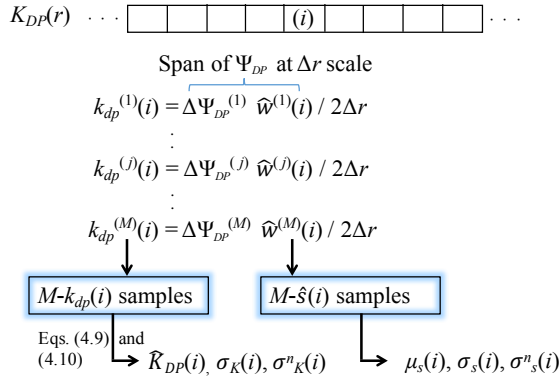 K_DP(r) . . . (i) . . .
Span of Ψ_DP at Δr scale
k_dp^(1)(i) = ΔΨ_DP^(1) ŵ^(1)(i) / 2Δr
:
k_dp^(j)(i) = ΔΨ_DP^(j) ŵ^(j)(i) / 2Δr
:
k_dp^(M)(i) = ΔΨ_DP^(M) ŵ^(M)(i) / 2Δr
M-k_dp(i) samples M-ŝ(i) samples
Eqs. (4.9) and
(4.10)
K̂_DP(i), σ_K(i), σ^n_K(i) μ_s(i), σ_s(i), σ^n_s(i)